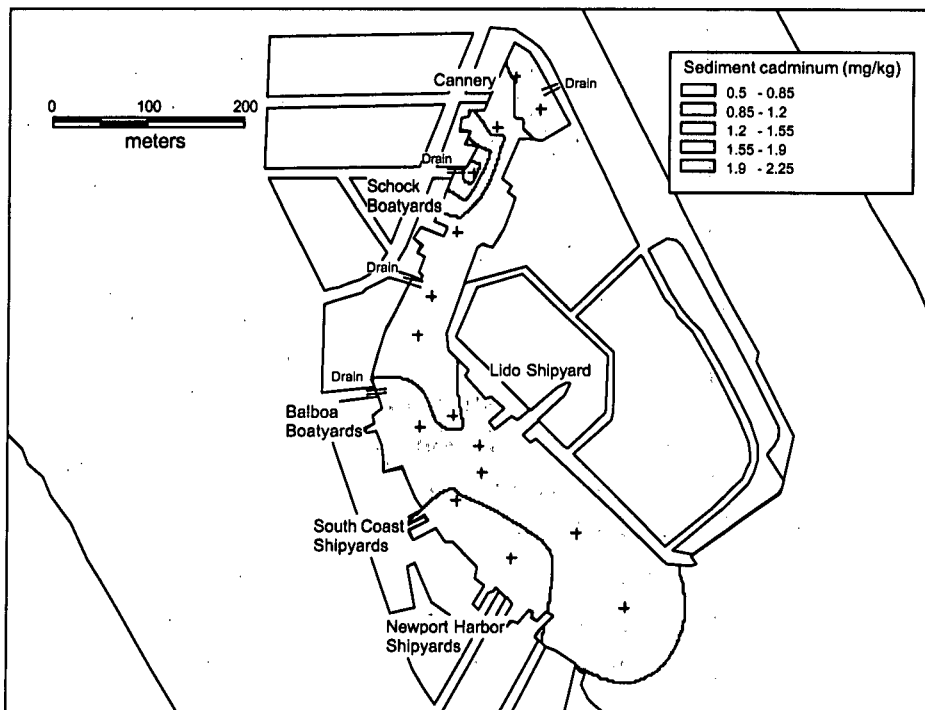 Cannery
Drain
Sediment cadminum (mg/kg)
0.5 - 0.85
0.85 - 1.2
1.2 - 1.55
1.55 - 1.9
1.9 - 2.25
0 100 200
meters
Drain
Schock
Boatyards
Drain
Lido Shipyard
Drain
Balboa
Boatyards
South Coast
Shipyards
Newport Harbor
Shipyards